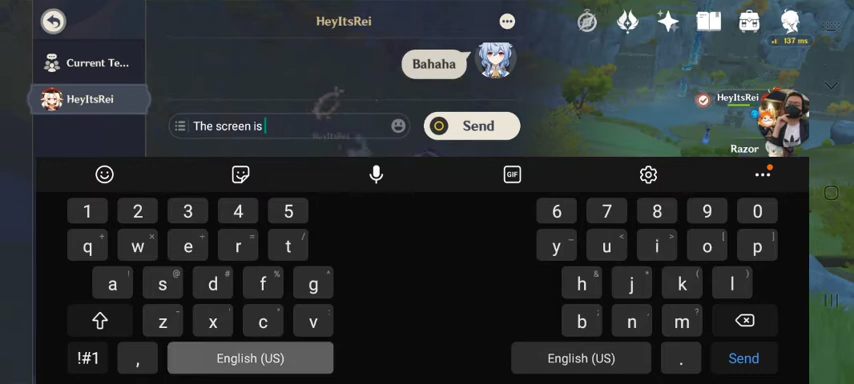 HeyItsRei
Current Te...
Bahaha
137 ms
HeyItsRei
HeyItsRei
The screen is
Send
Razor
GIF
1 2 3 4 5 6 7 8 9 0
q w e r t y u i o p
a s d f g h j k l
z x c v b n m
!#1 , English (US) English (US) . Send